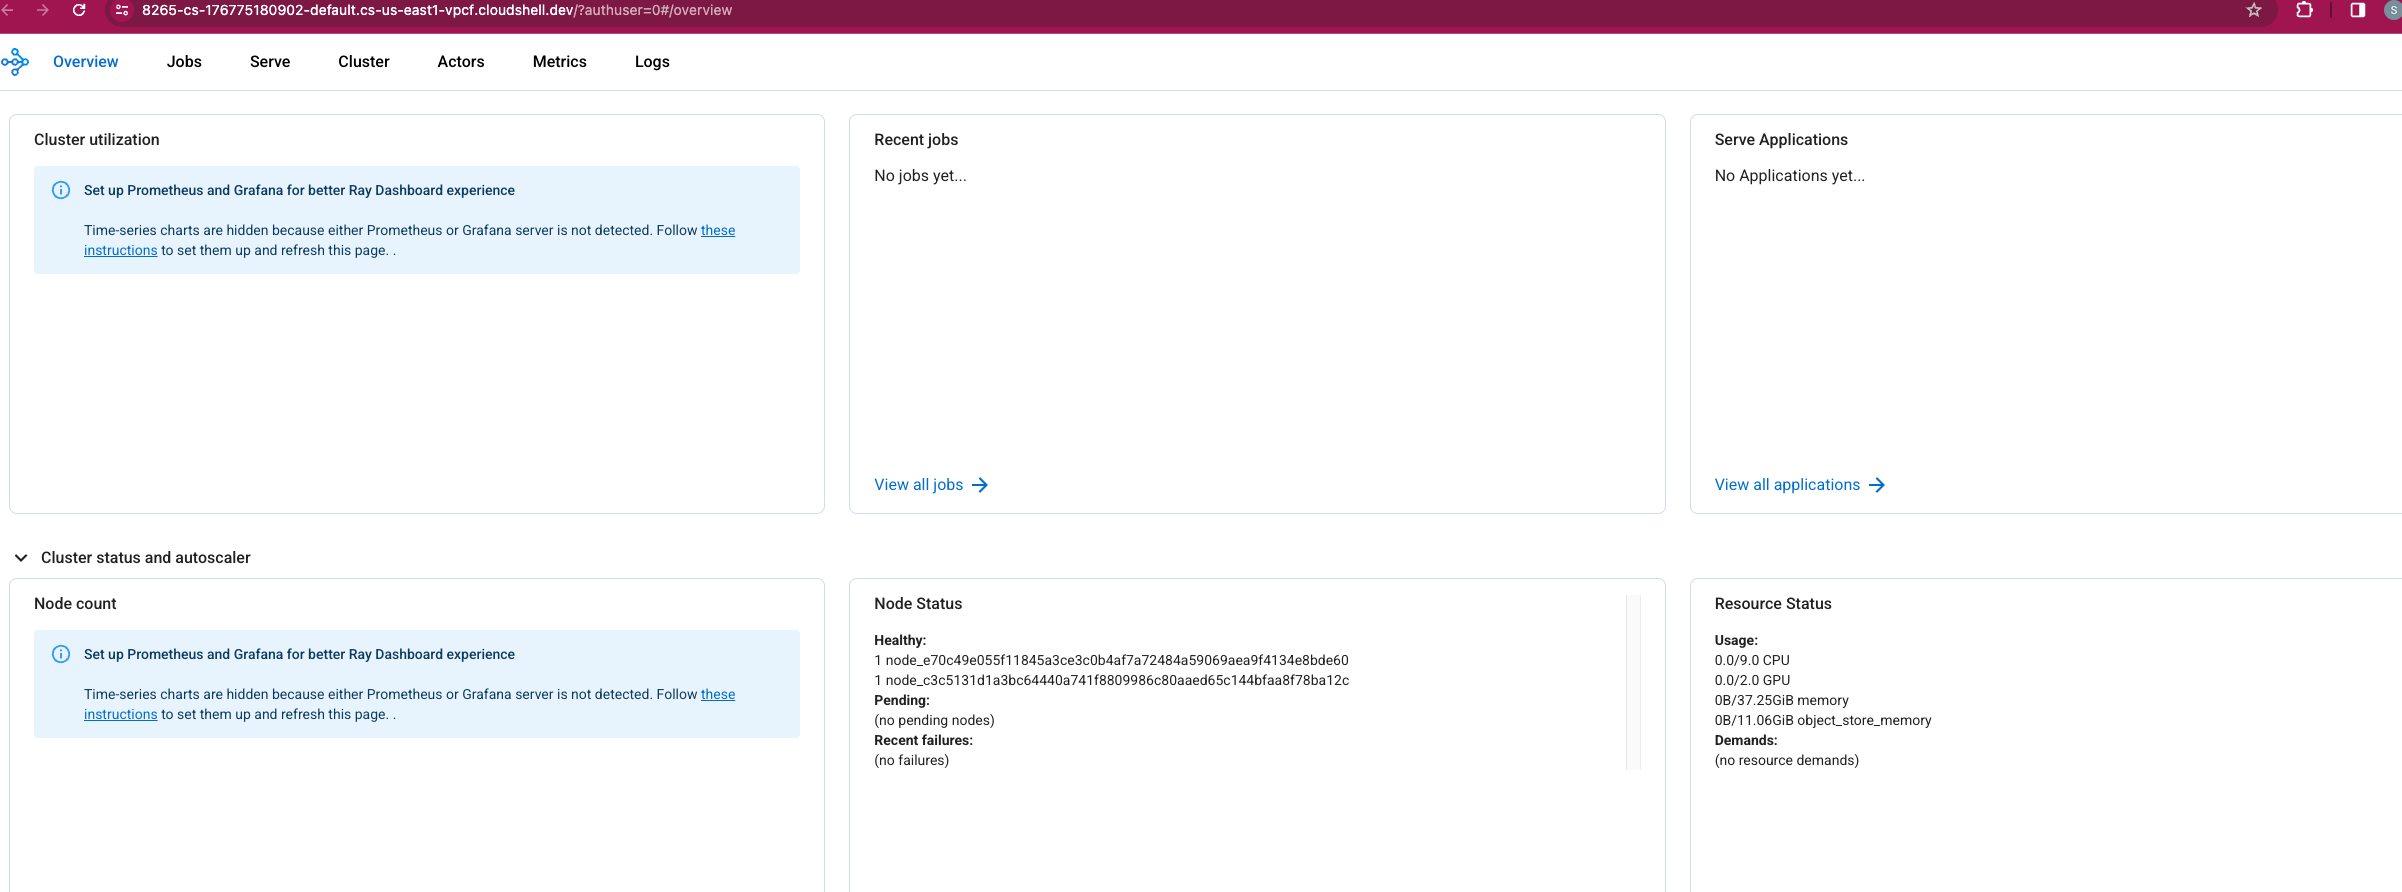 8265-cs-176775180902-default.cs-us-east1-vpcf.cloudshell.dev/?authuser=0#/overview
S
Overview Jobs Serve Cluster Actors Metrics Logs
Cluster utilization
Set up Prometheus and Grafana for better Ray Dashboard experience
Time-series charts are hidden because either Prometheus or Grafana server is not detected. Follow these
instructions to set them up and refresh this page. .
Recent jobs
No jobs yet...
View all jobs
Serve Applications
No Applications yet...
View all applications
Cluster status and autoscaler
Node count
Set up Prometheus and Grafana for better Ray Dashboard experience
Time-series charts are hidden because either Prometheus or Grafana server is not detected. Follow these
instructions to set them up and refresh this page. .
Node Status
Healthy:
1 node_e70c49e055f11845a3ce3c0b4af7a72484a59069aea9f4134e8bde60
1 node_c3c5131d1a3bc64440a741f8809986c80aaed65c144bfaa8f78ba12c
Pending:
(no pending nodes)
Recent failures:
(no failures)
Resource Status
Usage:
0.0/9.0 CPU
0.0/2.0 GPU
0B/37.25GiB memory
0B/11.06GiB object_store_memory
Demands:
(no resource demands)